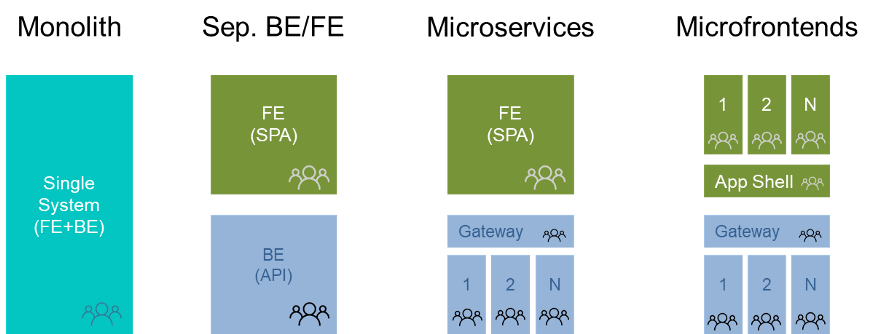 Monolith
Sep. BE/FE
Microservices
Microfrontends
Single
System
(FE+BE)
FE
(SPA)
BE
(API)
FE
(SPA)
Gateway
1 2 N
1 2 N
App Shell
Gateway
1 2 N